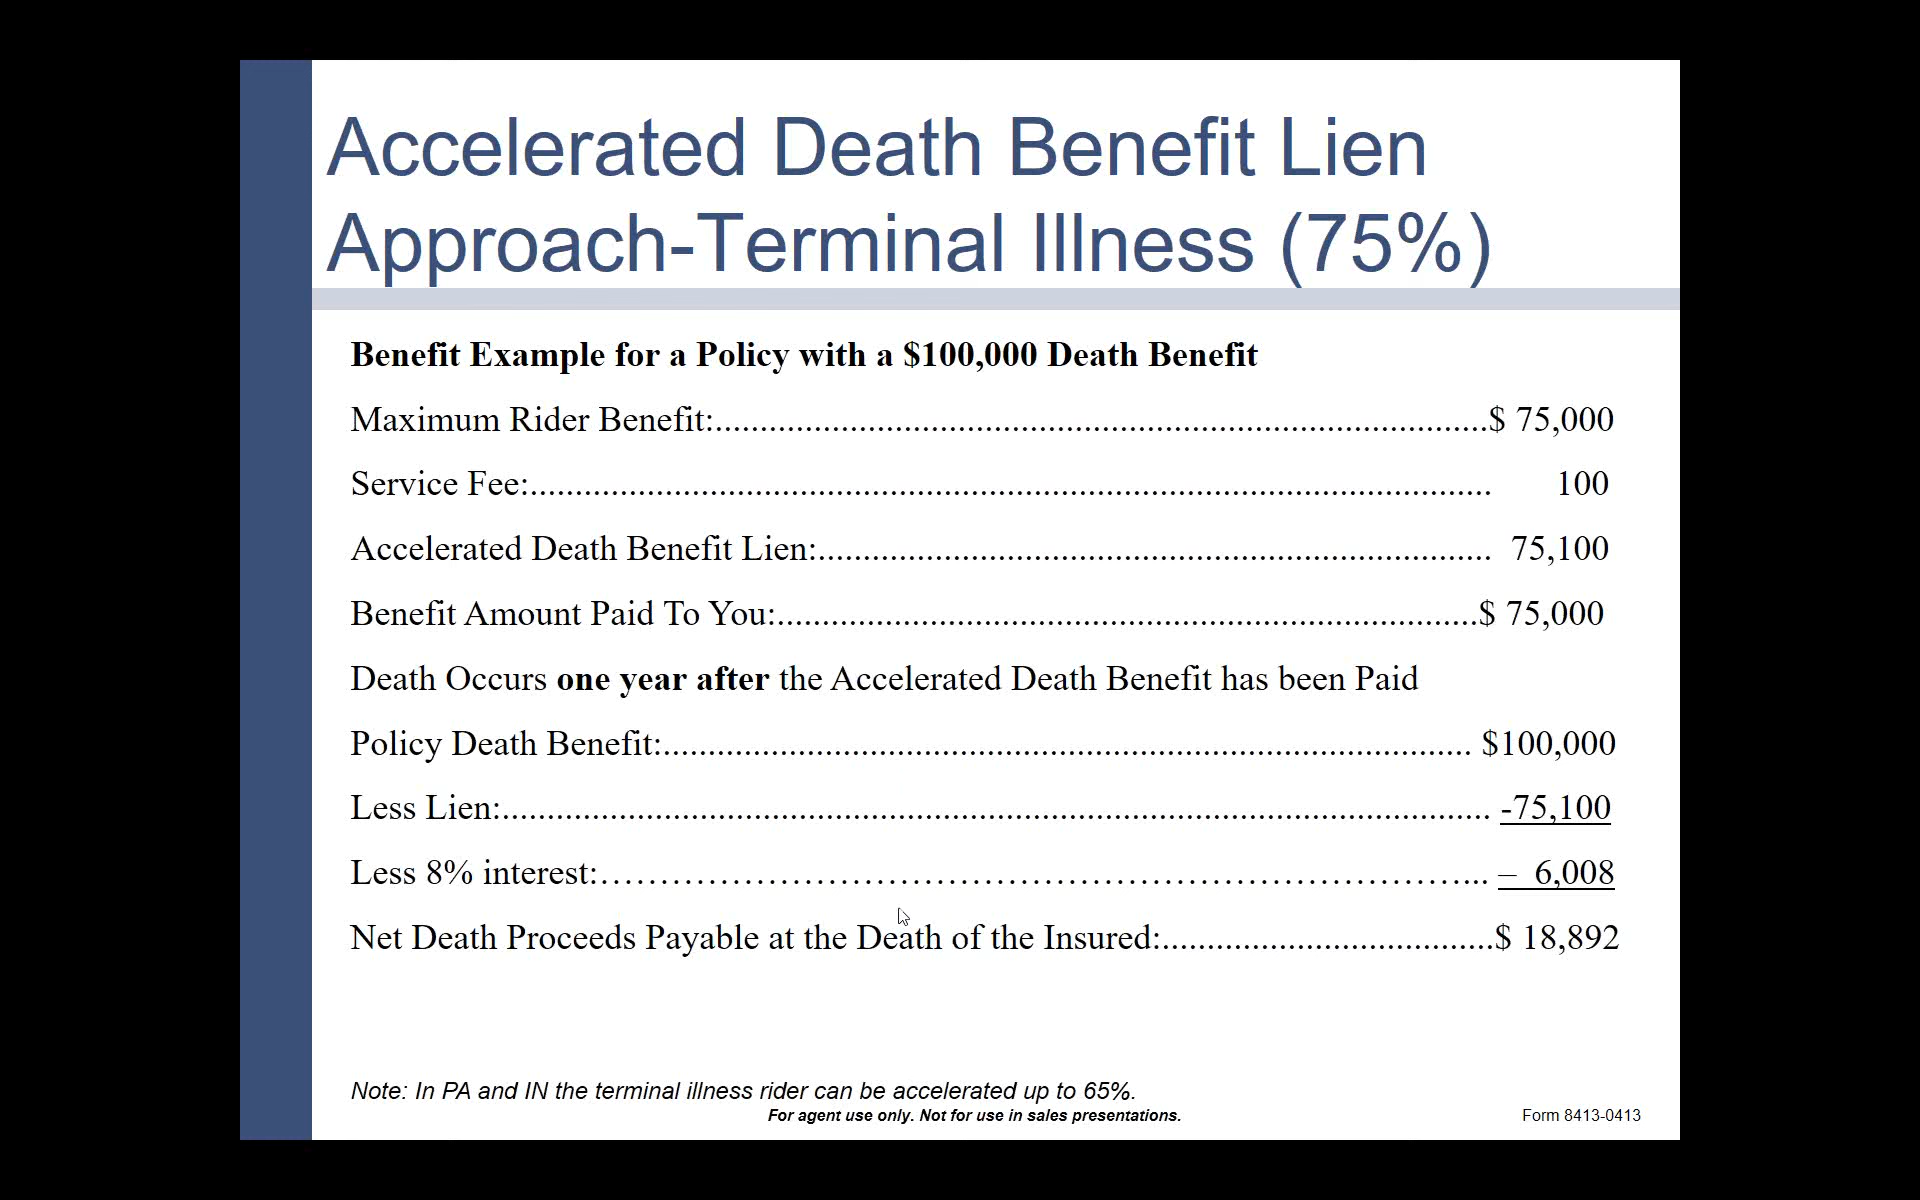 Accelerated Death Benefit Lien
Approach-Terminal Illness (75%)
Benefit Example for a Policy with a $100,000 Death Benefit
Maximum Rider Benefit:......................................................................................$ 75,000
Service Fee:........................................................................................................... 100
Accelerated Death Benefit Lien:........................................................................... 75,100
Benefit Amount Paid To You:..............................................................................$ 75,000
Death Occurs one year after the Accelerated Death Benefit has been Paid
Policy Death Benefit:.......................................................................................... $100,000
Less Lien:.............................................................................................................. -75,100
Less 8% interest:…………………………………………………………………... – 6,008
Net Death Proceeds Payable at the Death of the Insured:.....................................$ 18,892
Note: In PA and IN the terminal illness rider can be accelerated up to 65%.
For agent use only. Not for use in sales presentations.
Form 8413-0413